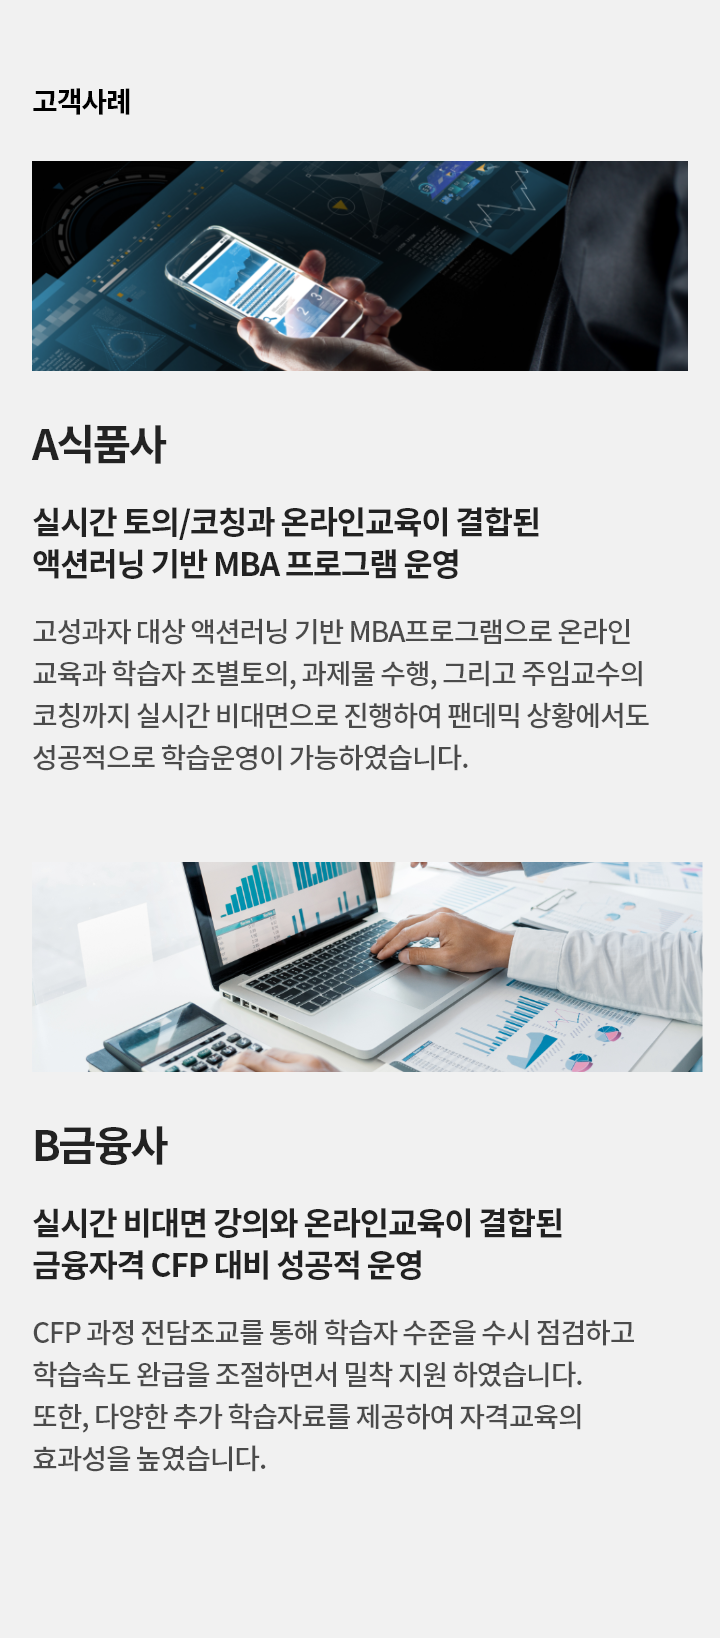 고객사례
A식품사
실시간 토의/코칭과 온라인교육이 결합된
액션러닝 기반 MBA 프로그램 운영
고성과자 대상 액션러닝 기반 MBA프로그램으로 온라인
교육과 학습자 조별토의, 과제물 수행, 그리고 주임교수의
코칭까지 실시간 비대면으로 진행하여 팬데믹 상황에서도
성공적으로 학습운영이 가능하였습니다.
B금융사
실시간 비대면 강의와 온라인교육이 결합된
금융자격 CFP 대비 성공적 운영
CFP 과정 전담조교를 통해 학습자 수준을 수시 점검하고
학습속도 완급을 조절하면서 밀착 지원 하였습니다.
또한, 다양한 추가 학습자료를 제공하여 자격교육의
효과성을 높였습니다.